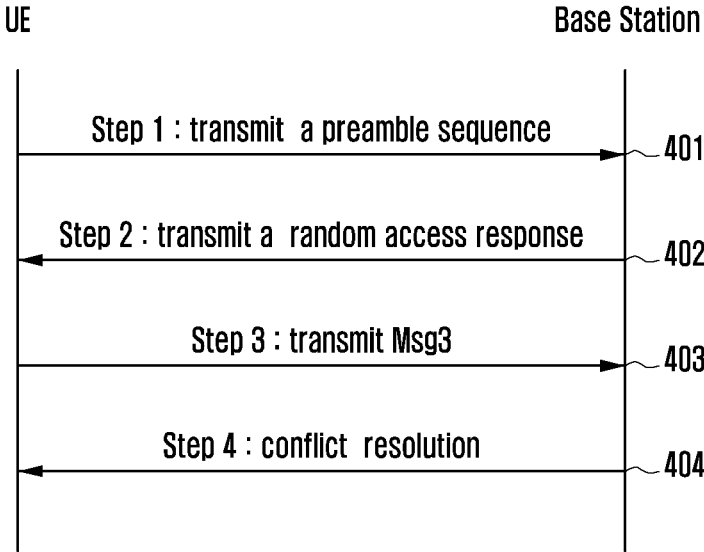 UE Base Station
Step 1 : transmit a preamble sequence
401
Step 2 : transmit a random access response
402
Step 3 : transmit Msg3
403
Step 4 : conflict resolution
404